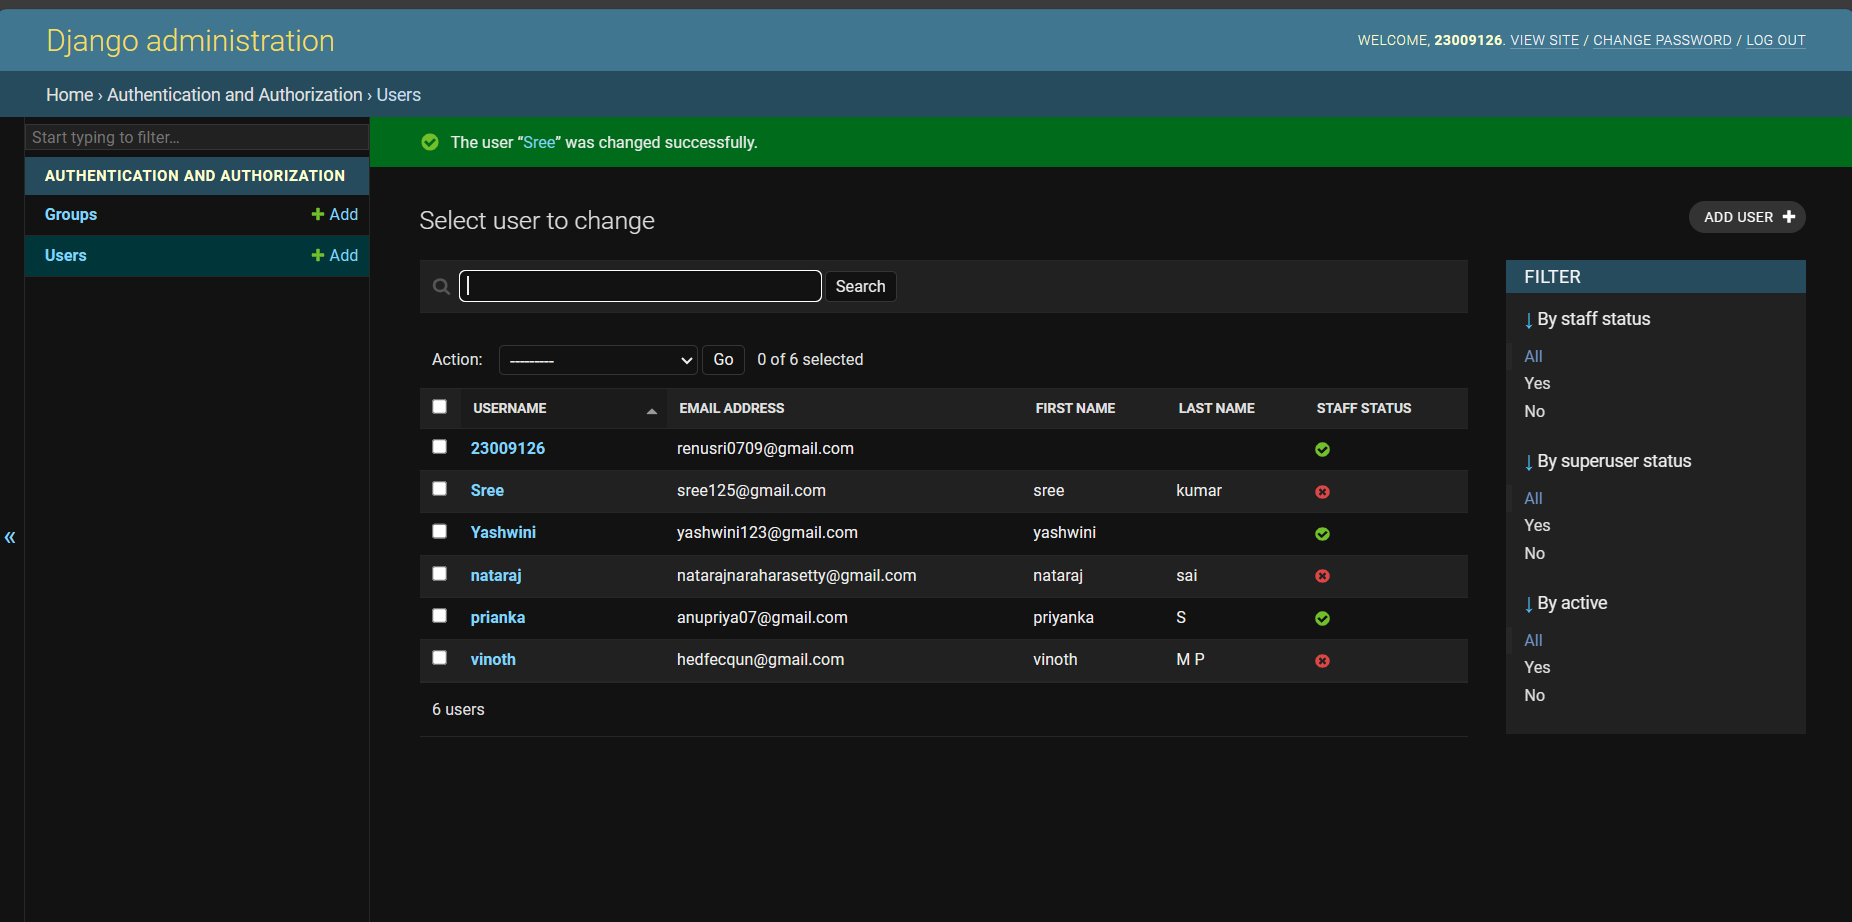 Django administration
WELCOME, 23009126. VIEW SITE / CHANGE PASSWORD / LOG OUT
Home › Authentication and Authorization › Users
Start typing to filter...
AUTHENTICATION AND AUTHORIZATION
Groups + Add
Users + Add
«
The user “Sree” was changed successfully.
Select user to change
ADD USER +
Search
Action: --------- Go 0 of 6 selected
USERNAME EMAIL ADDRESS FIRST NAME LAST NAME STAFF STATUS
23009126 renusri0709@gmail.com
Sree sree125@gmail.com sree kumar
Yashwini yashwini123@gmail.com yashwini
nataraj natarajnaraharasetty@gmail.com nataraj sai
prianka anupriya07@gmail.com priyanka S
vinoth hedfecqun@gmail.com vinoth M P
6 users
FILTER
↓ By staff status
All
Yes
No
↓ By superuser status
All
Yes
No
↓ By active
All
Yes
No